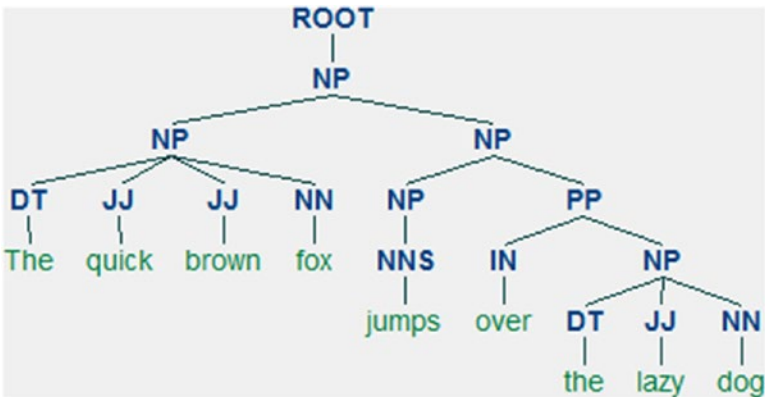 ROOT
NP
NP NP
DT JJ JJ NN NP PP
The quick brown fox NNS IN NP
jumps over DT JJ NN
the lazy dog